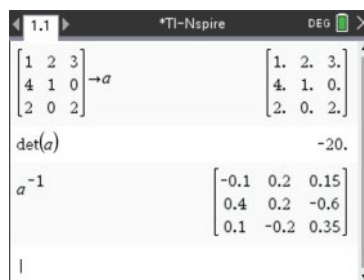 1.1 *TI-Nspire DEG
1 2 3
4 1 0 →a
2 0 2
1. 2. 3.
4. 1. 0.
2. 0. 2.
det(a) -20.
a⁻¹
-0.1 0.2 0.15
0.4 0.2 -0.6
0.1 -0.2 0.35